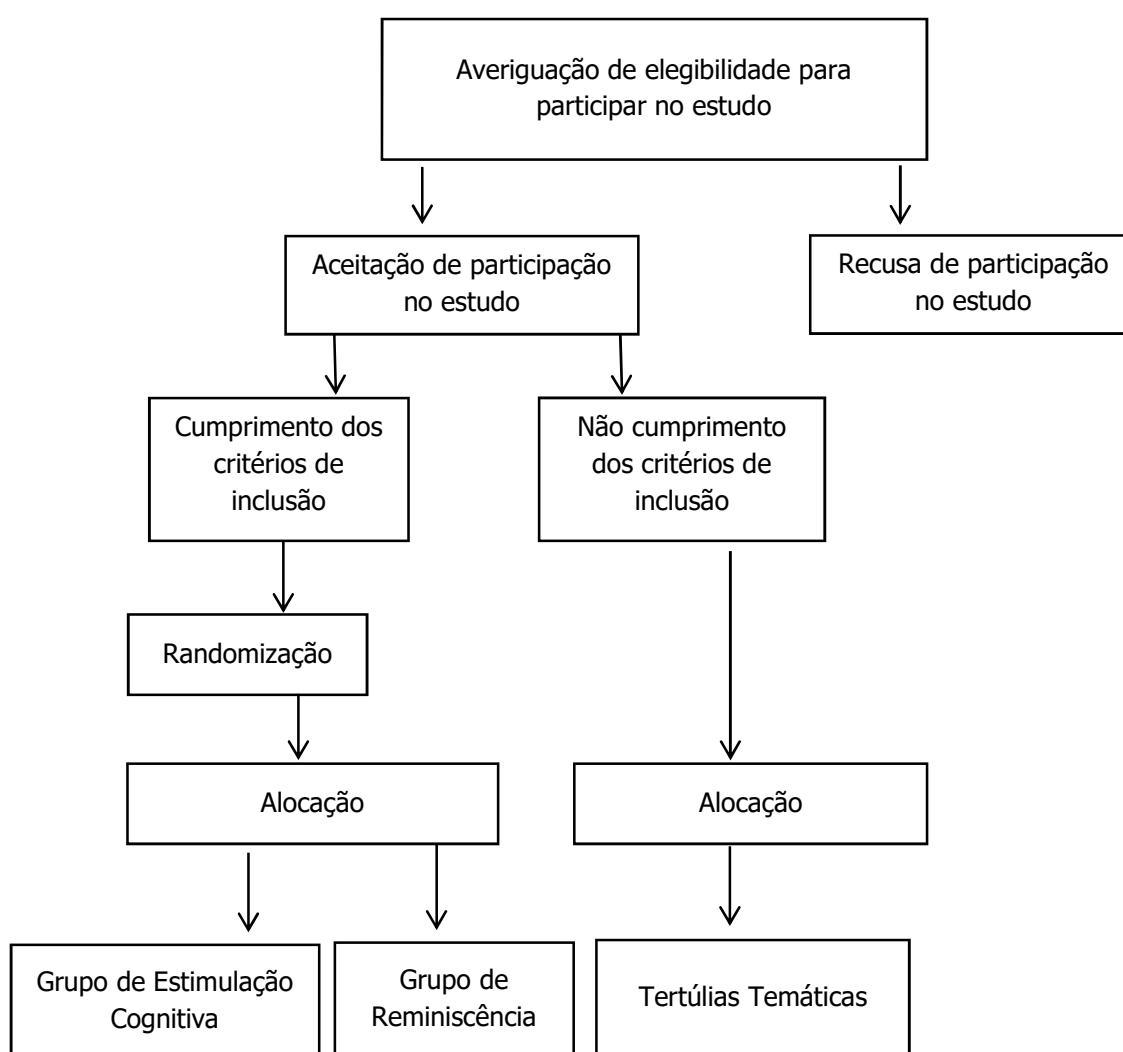 Averiguação de elegibilidade para
participar no estudo
Aceitação de participação
no estudo
Recusa de participação
no estudo
Cumprimento dos
critérios de
inclusão
Não cumprimento
dos critérios de
inclusão
Randomização
Alocação
Alocação
Grupo de Estimulação
Cognitiva
Grupo de
Reminiscência
Tertúlias Temáticas